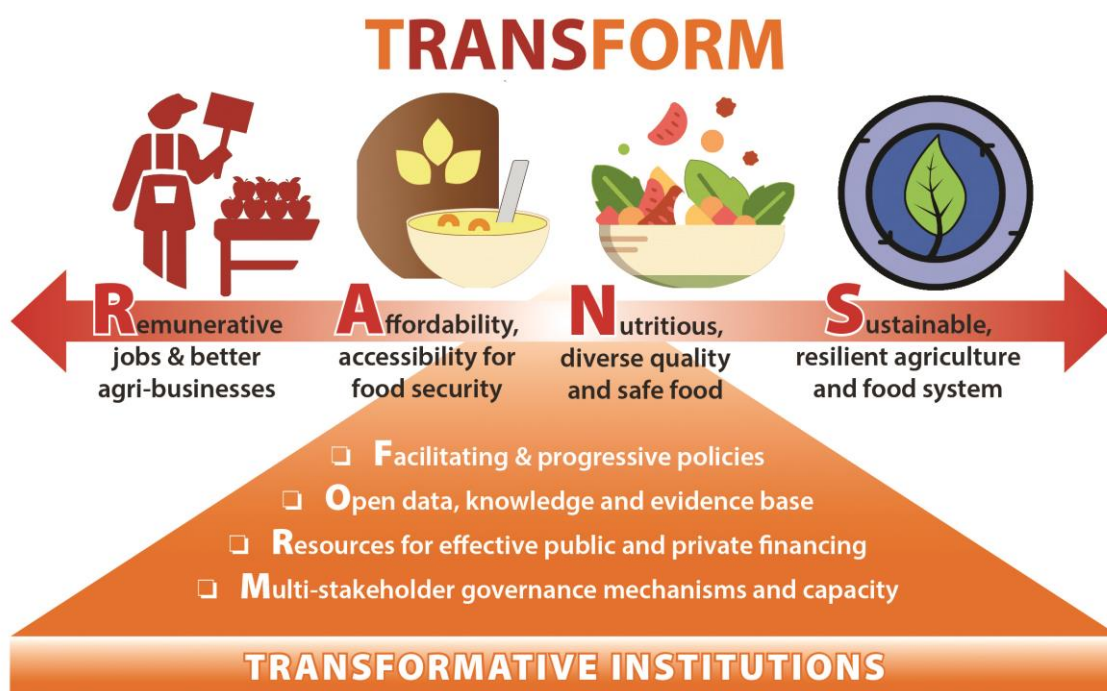 TRANSFORM
Remunerative
jobs & better
agri-businesses
Affordability,
accessibility for
food security
Nutritious,
diverse quality
and safe food
Sustainable,
resilient agriculture
and food system
❏ Facilitating & progressive policies
❏ Open data, knowledge and evidence base
❏ Resources for effective public and private financing
❏ Multi-stakeholder governance mechanisms and capacity
TRANSFORMATIVE INSTITUTIONS